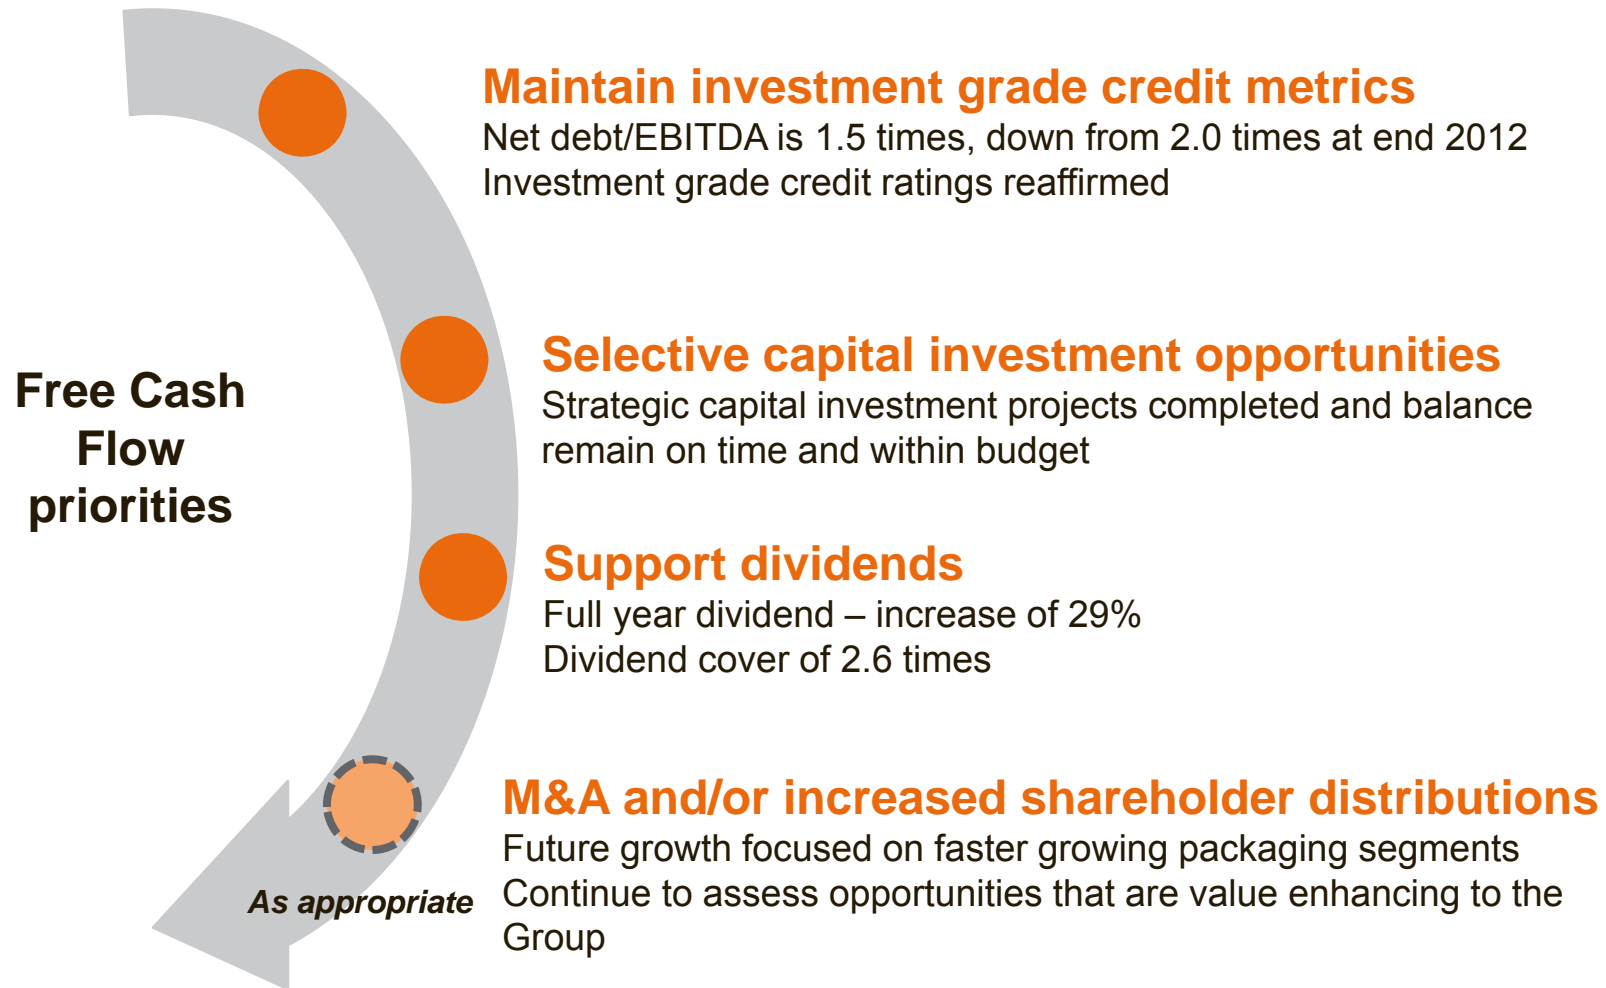 Maintain investment grade credit metrics
Net debt/EBITDA is 1.5 times, down from 2.0 times at end 2012
Investment grade credit ratings reaffirmed
Free Cash
Flow
priorities
Selective capital investment opportunities
Strategic capital investment projects completed and balance
remain on time and within budget
Support dividends
Full year dividend – increase of 29%
Dividend cover of 2.6 times
As appropriate
M&A and/or increased shareholder distributions
Future growth focused on faster growing packaging segments
Continue to assess opportunities that are value enhancing to the
Group